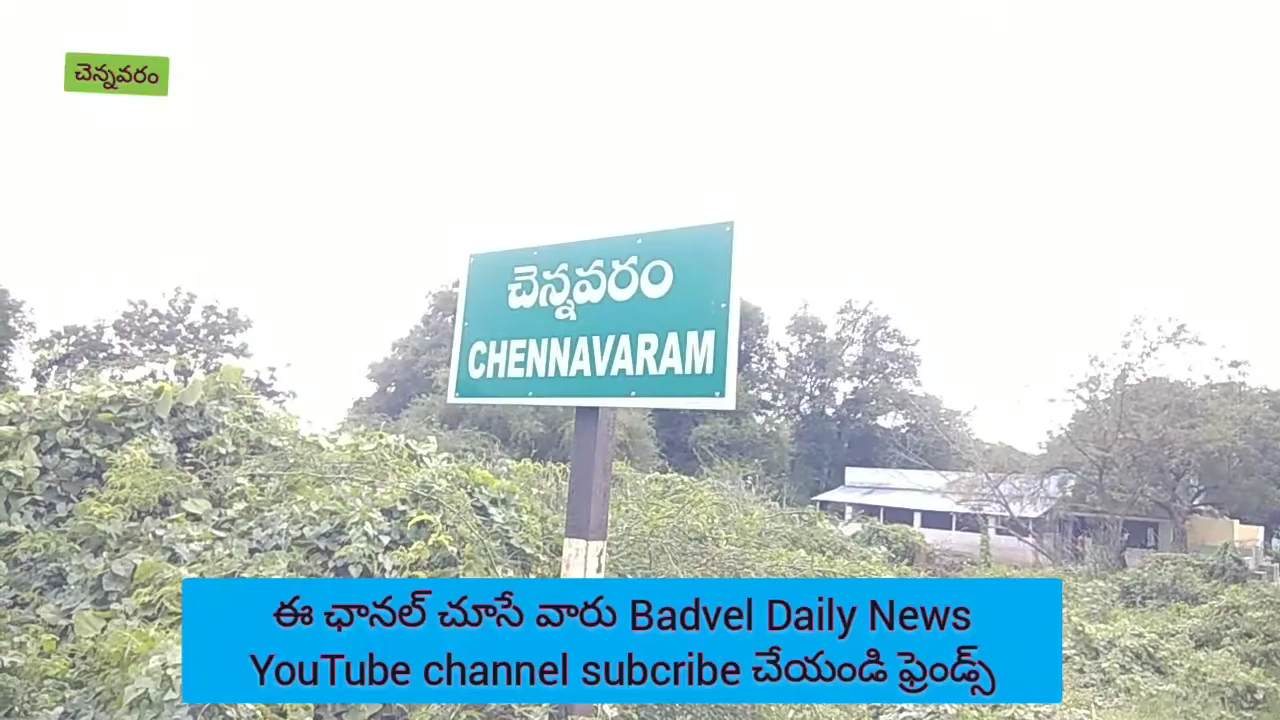 చెన్నవరం
చెన్నవరం
CHENNAVARAM
ఈ ఛానల్ చూసే వారు Badvel Daily News
YouTube channel subcribe చేయండి ఫ్రెండ్స్